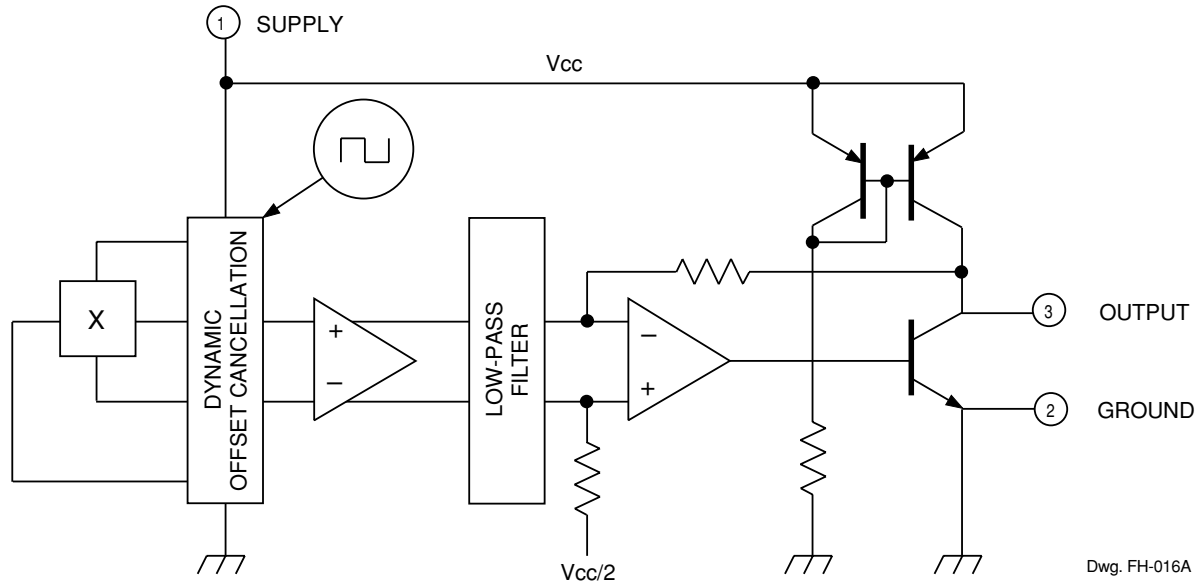 1 SUPPLY
Vcc
X
DYNAMIC
OFFSET CANCELLATION
+
–
LOW-PASS
FILTER
–
+
3 OUTPUT
2 GROUND
Vcc/2
Dwg. FH-016A